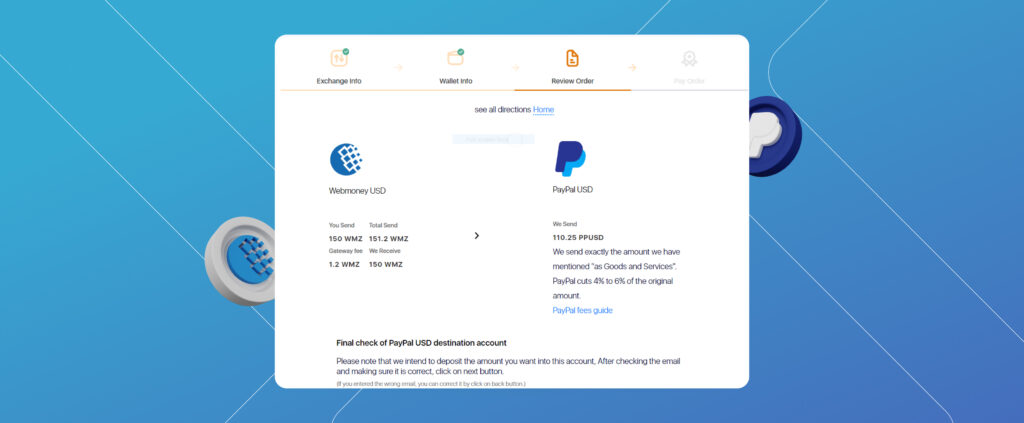 Exchange Info
Wallet Info
Review Order
Pay Order
see all directions Home
Webmoney USD
PayPal USD
You Send Total Send
150 WMZ 151.2 WMZ
Gateway fee We Receive
1.2 WMZ 150 WMZ
We Send
110.25 PPUSD
We send exactly the amount we have
mentioned "as Goods and Services".
PayPal cuts 4% to 6% of the original
amount.
PayPal fees guide
Final check of PayPal USD destination account
Please note that we intend to deposit the amount you want into this account, After checking the email
and making sure it is correct, click on next button.
(If you entered the wrong email, you can correct it by click on back button.)